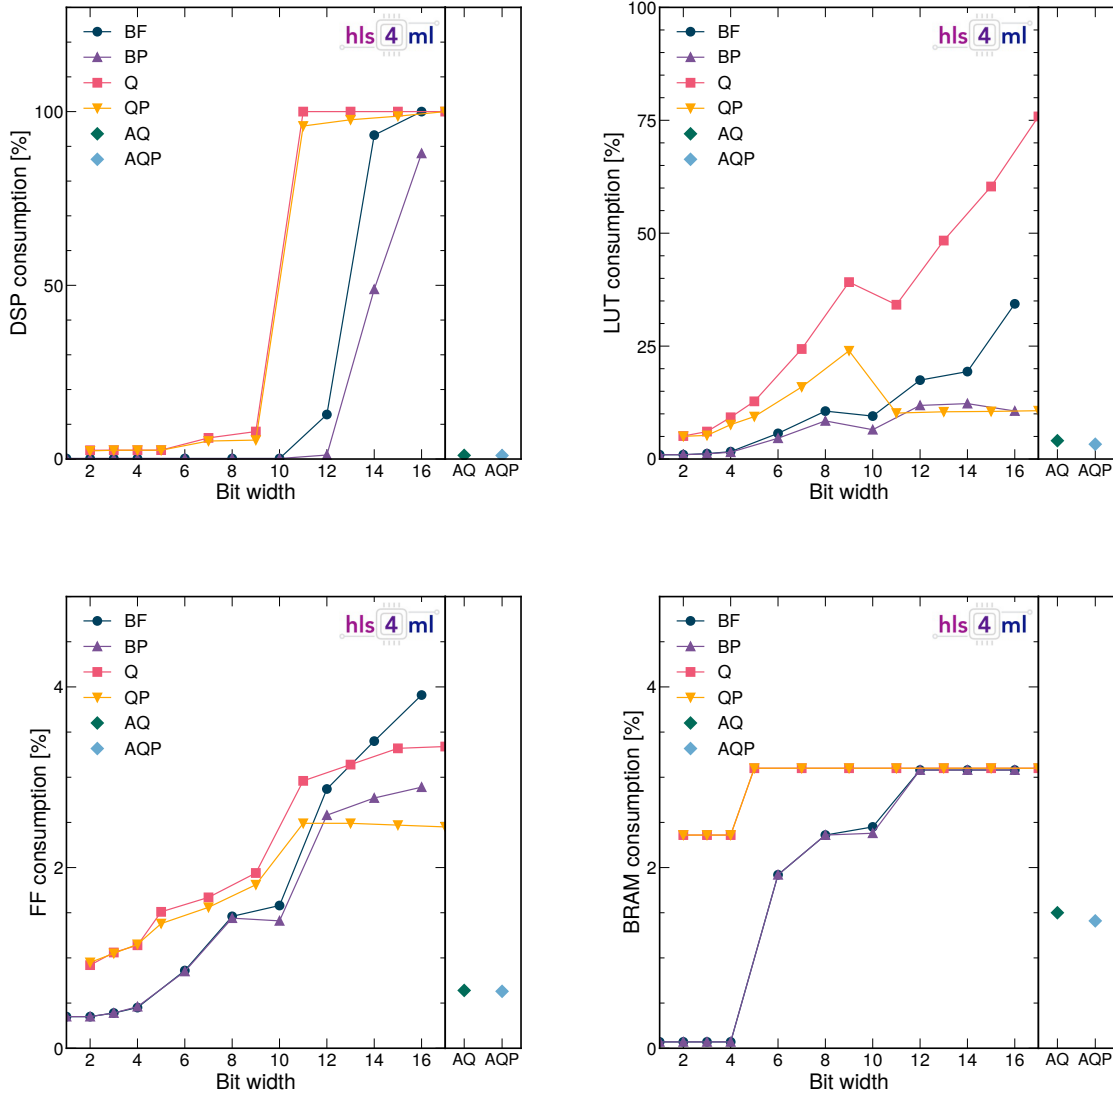 BF
BP
Q
QP
AQ
AQP
hls 4 ml
DSP consumption [%]
0
50
100
2 4 6 8 10 12 14 16 AQ AQP
Bit width
BF
BP
Q
QP
AQ
AQP
hls 4 ml
LUT consumption [%]
0
25
50
75
100
2 4 6 8 10 12 14 16 AQ AQP
Bit width
BF
BP
Q
QP
AQ
AQP
hls 4 ml
FF consumption [%]
0
2
4
2 4 6 8 10 12 14 16 AQ AQP
Bit width
BF
BP
Q
QP
AQ
AQP
hls 4 ml
BRAM consumption [%]
0
2
4
2 4 6 8 10 12 14 16 AQ AQP
Bit width